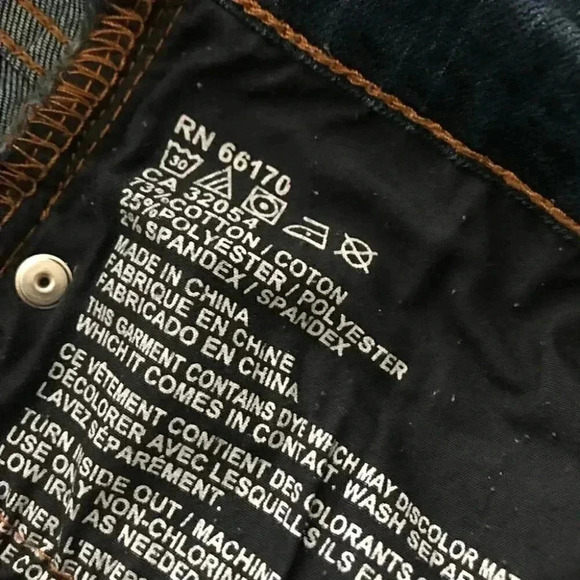 RN 66170
30
CA 32054
73%COTTON / COTON
25%POLYESTER / POLYESTER
2% SPANDEX / SPANDEX
MADE IN CHINA
FABRIQUE EN CHINE
FABRICADO EN CHINA
THIS GARMENT CONTAINS DYE WHICH MAY DISCOLOR
WHICH IT COMES IN CONTACT. WASH
CE VÊTEMENT CONTIENT DES COLORANTS
DÉCOLORER AVEC LESQUELS ILS
LAVEL SÉPARÉMENT.
TURN INSIDE OUT / MACHINE
USE ONLY NON-CHLORINE
LOW IRON AS NEEDED
L'ENVERS